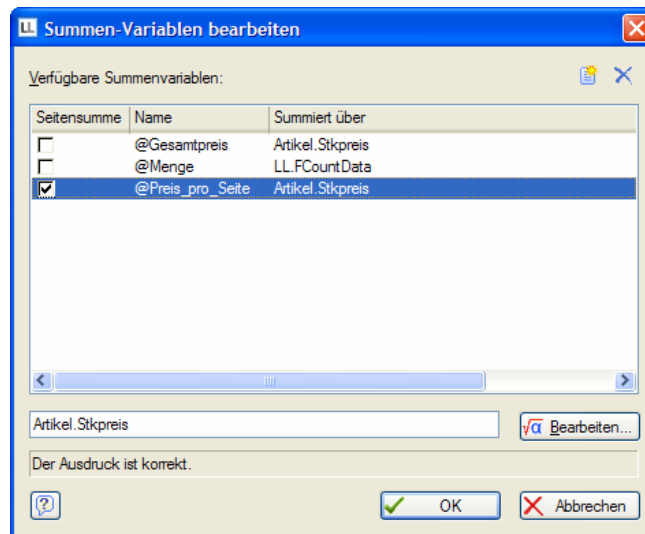 LL Summen-Variablen bearbeiten
Verfügbare Summenvariablen:
Seitensumme Name Summiert über
@Gesamtpreis Artikel.Stkpreis
@Menge LL.FCountData
@Preis_pro_Seite Artikel.Stkpreis
Artikel.Stkpreis √α Bearbeiten...
Der Ausdruck ist korrekt.
? OK Abbrechen